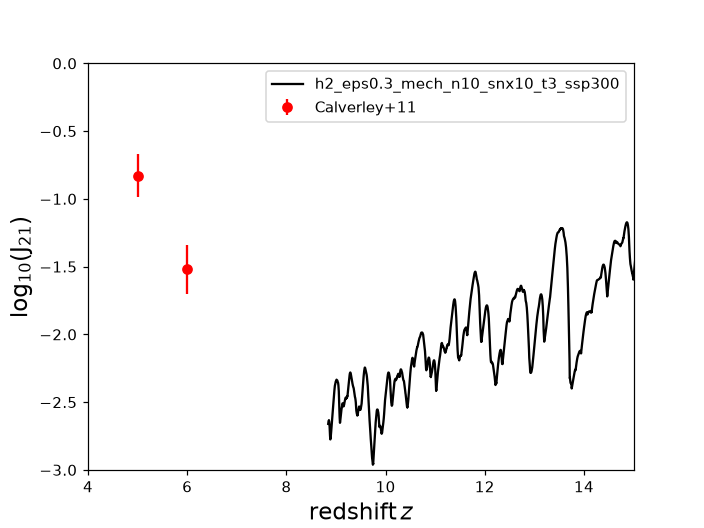 h2_eps0.3_mech_n10_snx10_t3_ssp300
Calverley+11
log₁₀(J₂₁)
0.0
−0.5
−1.0
−1.5
−2.0
−2.5
−3.0
4 6 8 10 12 14
redshift z